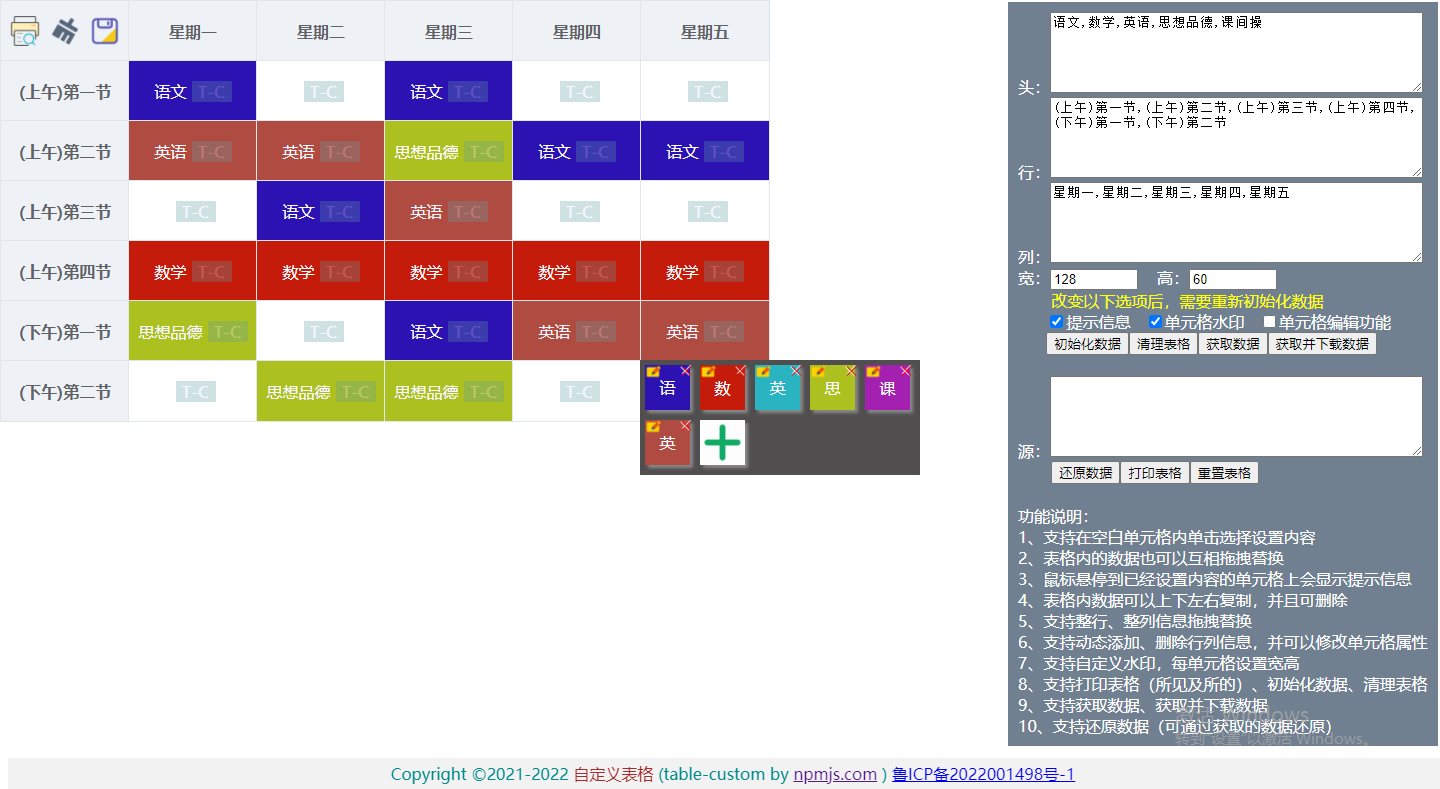 星期一 星期二 星期三 星期四 星期五
(上午)第一节 语文 T-C T-C 语文 T-C T-C T-C
(上午)第二节 英语 T-C 英语 T-C 思想品德 T-C 语文 T-C 语文 T-C
(上午)第三节 T-C 语文 T-C 英语 T-C T-C T-C
(上午)第四节 数学 T-C 数学 T-C 数学 T-C 数学 T-C 数学 T-C
(下午)第一节 思想品德 T-C T-C 语文 T-C 英语 T-C 英语 T-C
(下午)第二节 T-C 思想品德 T-C 思想品德 T-C T-C
语 数 英 思 课
英
头：
语文,数学,英语,思想品德,课间操
行：
(上午)第一节,(上午)第二节,(上午)第三节,(上午)第四节,
(下午)第一节,(下午)第二节
列：
星期一,星期二,星期三,星期四,星期五
宽： 128 高： 60
改变以下选项后，需要重新初始化数据
提示信息 单元格水印 单元格编辑功能
初始化数据 清理表格 获取数据 获取并下载数据
源：
还原数据 打印表格 重置表格
功能说明：
1、支持在空白单元格内单击选择设置内容
2、表格内的数据也可以互相拖拽替换
3、鼠标悬停到已经设置内容的单元格上会显示提示信息
4、表格内数据可以上下左右复制，并且可删除
5、支持整行、整列信息拖拽替换
6、支持动态添加、删除行列信息，并可以修改单元格属性
7、支持自定义水印，每单元格设置宽高
8、支持打印表格（所见及所的）、初始化数据、清理表格
9、支持获取数据、获取并下载数据
10、支持还原数据（可通过获取的数据还原）
激活 Windows
转到"设置"以激活 Windows。
Copyright ©2021-2022 自定义表格 (table-custom by npmjs.com ) 鲁ICP备2022001498号-1